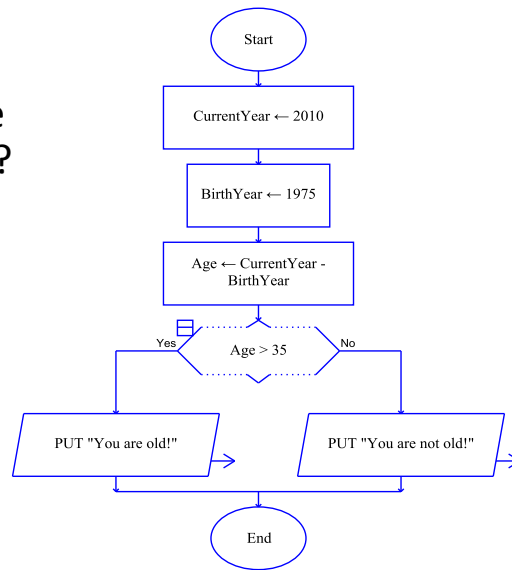 Start
CurrentYear ← 2010
e
?
BirthYear ← 1975
Age ← CurrentYear -
BirthYear
Yes
Age > 35
No
PUT "You are old!"
PUT "You are not old!"
End